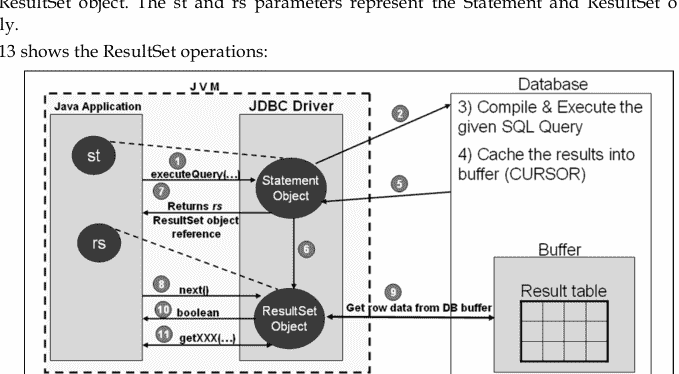 ResultSet object. The st and rs parameters represent the Statement and ResultSet o
ly.
13 shows the ResultSet operations:
JVM
Database
Java Application
JDBC Driver
2
3) Compile & Execute the
given SQL Query
4) Cache the results into
buffer (CURSOR)
st
1
executeQuery(...)
Statement
Object
5
7
Returns rs
ResultSet object
reference
rs
6
Buffer
8
next()
9
Get row data from DB buffer
Result table
10
boolean
ResultSet
Object
11
getXXX(...)